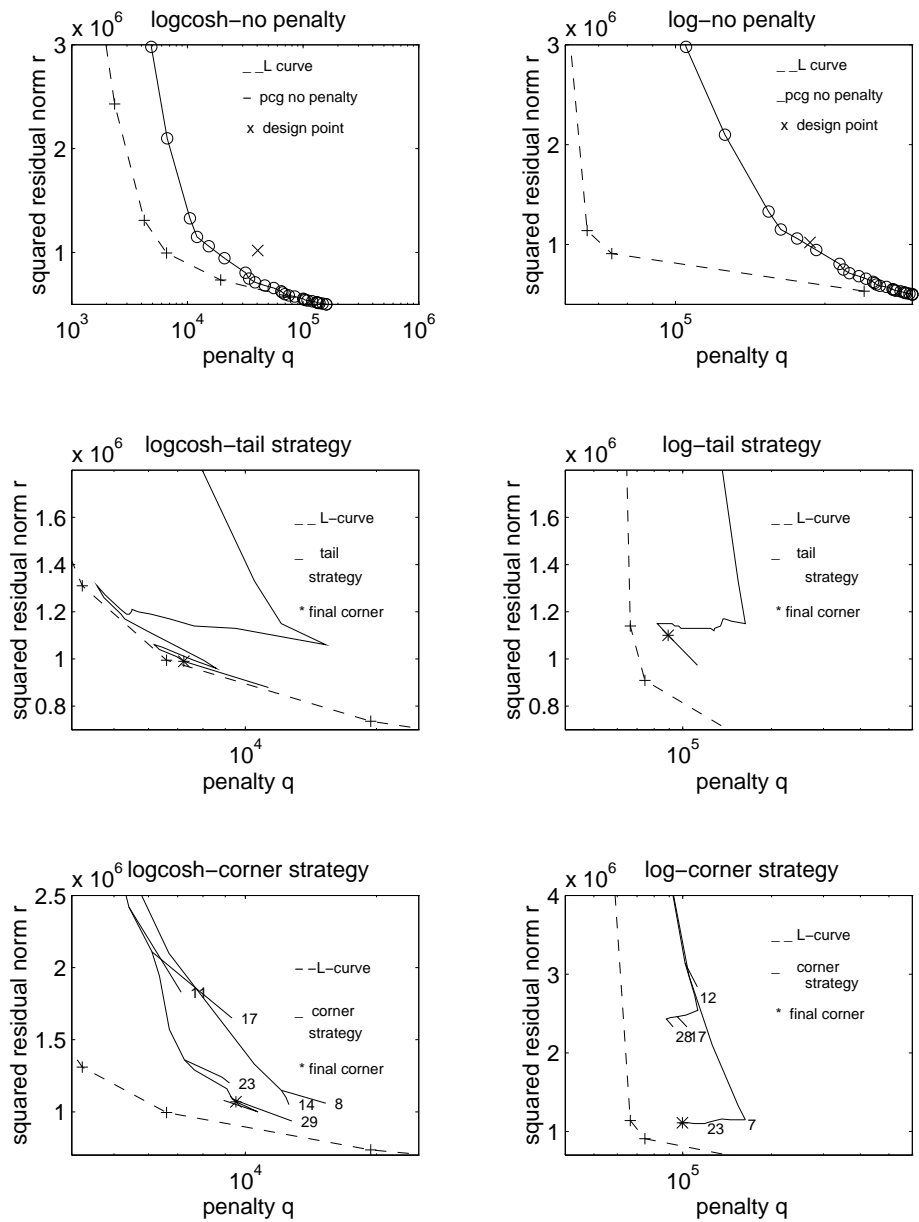 logcosh−no penalty
x 10^6
3
2
1
10^3
10^4
10^5
10^6
squared residual norm r
penalty q
_ _L curve
− pcg no penalty
x design point
log−no penalty
x 10^6
3
2
1
10^5
squared residual norm r
penalty q
_ _L curve
_pcg no penalty
x design point
logcosh−tail strategy
x 10^6
1.6
1.4
1.2
1
0.8
10^4
squared residual norm r
penalty q
_ _ L−curve
_ tail
strategy
* final corner
log−tail strategy
x 10^6
1.6
1.4
1.2
1
0.8
10^5
squared residual norm r
penalty q
_ _L−curve
_ tail
strategy
* final corner
logcosh−corner strategy
x 10^6
2.5
2
1.5
1
10^4
squared residual norm r
penalty q
− −L−curve
_ corner
strategy
* final corner
11
17
23
14
8
29
log−corner strategy
x 10^6
4
3
2
1
10^5
squared residual norm r
penalty q
_ _L−curve
_ corner
strategy
* final corner
12
28
17
23
7